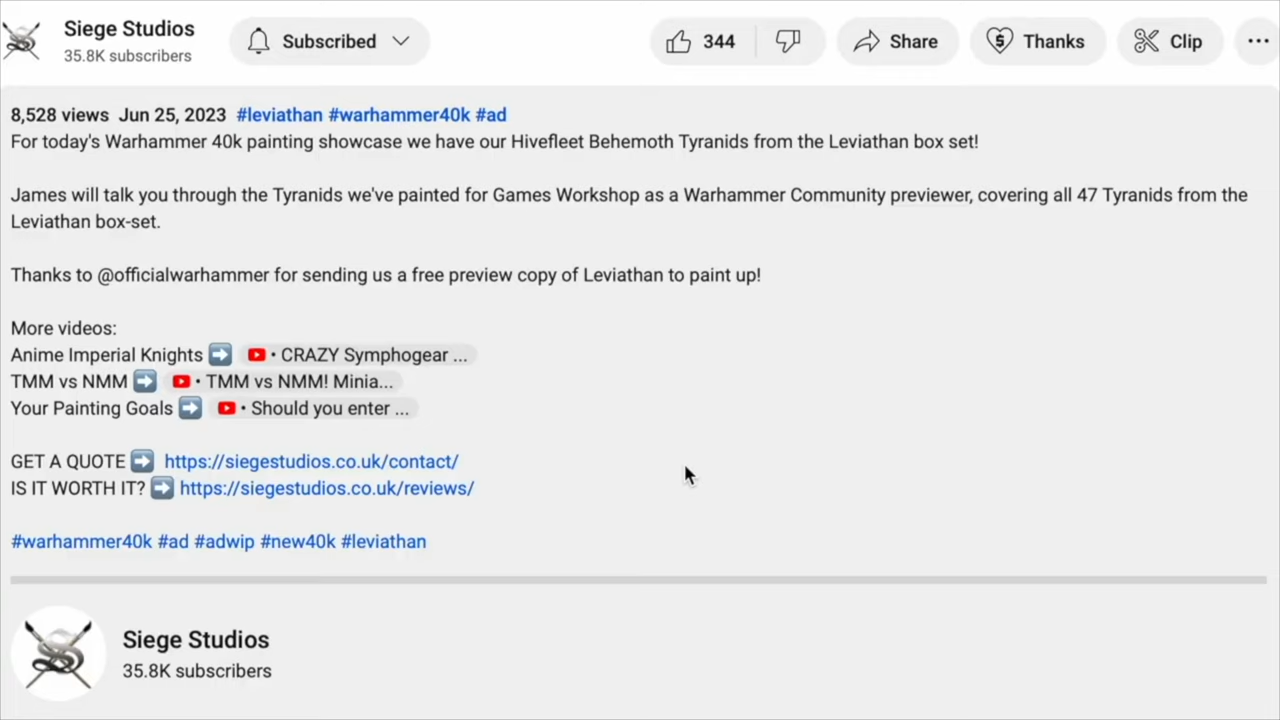 Siege Studios
35.8K subscribers
Subscribed
344
Share
Thanks
Clip
8,528 views Jun 25, 2023 #leviathan #warhammer40k #ad
For today's Warhammer 40k painting showcase we have our Hivefleet Behemoth Tyranids from the Leviathan box set!
James will talk you through the Tyranids we've painted for Games Workshop as a Warhammer Community previewer, covering all 47 Tyranids from the
Leviathan box-set.
Thanks to @officialwarhammer for sending us a free preview copy of Leviathan to paint up!
More videos:
Anime Imperial Knights ➡️ • CRAZY Symphogear ...
TMM vs NMM ➡️ • TMM vs NMM! Minia...
Your Painting Goals ➡️ • Should you enter ...
GET A QUOTE ➡️ https://siegestudios.co.uk/contact/
IS IT WORTH IT? ➡️ https://siegestudios.co.uk/reviews/
#warhammer40k #ad #adwip #new40k #leviathan
Siege Studios
35.8K subscribers